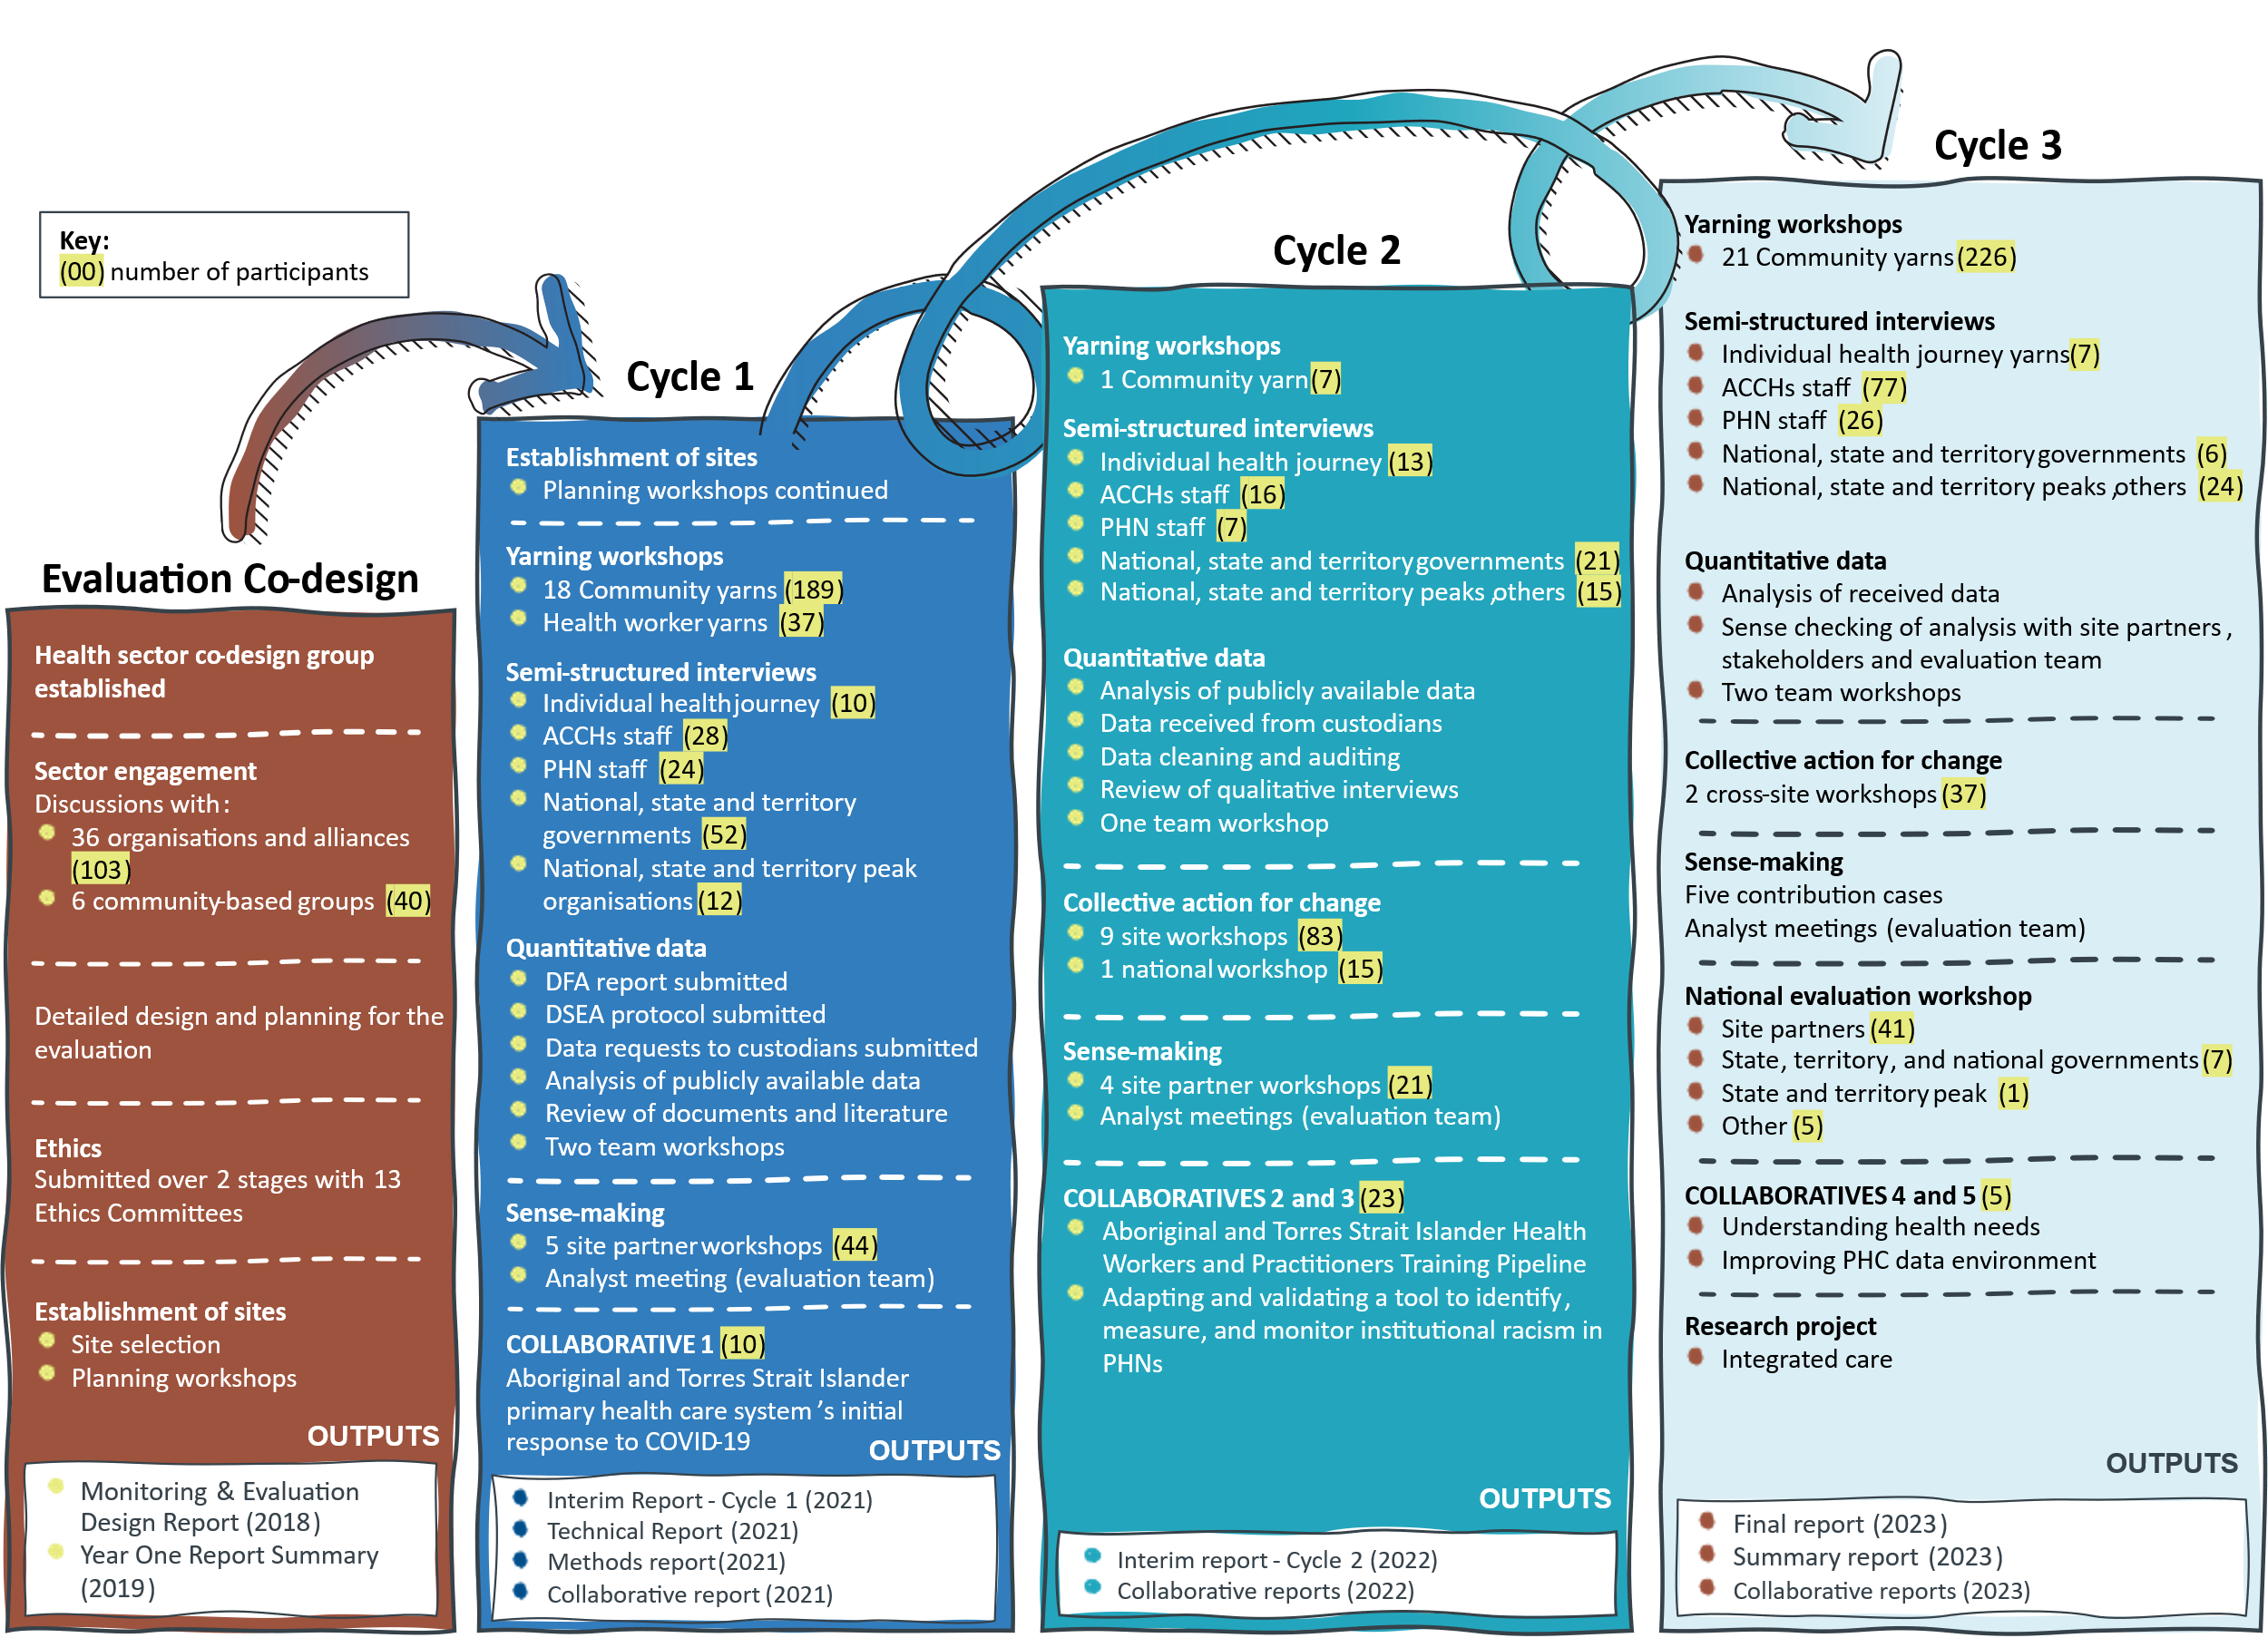 Key:
(00) number of participants
Evaluation Co-design
Health sector co-design group
established
Sector engagement
Discussions with:
36 organisations and alliances
(103)
6 community-based groups (40)
Detailed design and planning for the
evaluation
Ethics
Submitted over 2 stages with 13
Ethics Committees
Establishment of sites
Site selection
Planning workshops
OUTPUTS
Monitoring & Evaluation
Design Report (2018)
Year One Report Summary
(2019)
Cycle 1
Establishment of sites
Planning workshops continued
Yarning workshops
18 Community yarns (189)
Health worker yarns (37)
Semi-structured interviews
Individual health journey (10)
ACCHs staff (28)
PHN staff (24)
National, state and territory
governments (52)
National, state and territory peak
organisations (12)
Quantitative data
DFA report submitted
DSEA protocol submitted
Data requests to custodians submitted
Analysis of publicly available data
Review of documents and literature
Two team workshops
Sense-making
5 site partner workshops (44)
Analyst meeting (evaluation team)
COLLABORATIVE 1 (10)
Aboriginal and Torres Strait Islander
primary health care system's initial
response to COVID-19
OUTPUTS
Interim Report - Cycle 1 (2021)
Technical Report (2021)
Methods report (2021)
Collaborative report (2021)
Cycle 2
Yarning workshops
1 Community yarn (7)
Semi-structured interviews
Individual health journey (13)
ACCHs staff (16)
PHN staff (7)
National, state and territory governments (21)
National, state and territory peaks, others (15)
Quantitative data
Analysis of publicly available data
Data received from custodians
Data cleaning and auditing
Review of qualitative interviews
One team workshop
Collective action for change
9 site workshops (83)
1 national workshop (15)
Sense-making
4 site partner workshops (21)
Analyst meetings (evaluation team)
COLLABORATIVES 2 and 3 (23)
Aboriginal and Torres Strait Islander Health
Workers and Practitioners Training Pipeline
Adapting and validating a tool to identify,
measure, and monitor institutional racism in
PHNs
OUTPUTS
Interim report - Cycle 2 (2022)
Collaborative reports (2022)
Cycle 3
Yarning workshops
21 Community yarns (226)
Semi-structured interviews
Individual health journey yarns (7)
ACCHs staff (77)
PHN staff (26)
National, state and territory governments (6)
National, state and territory peaks, others (24)
Quantitative data
Analysis of received data
Sense checking of analysis with site partners,
stakeholders and evaluation team
Two team workshops
Collective action for change
2 cross-site workshops (37)
Sense-making
Five contribution cases
Analyst meetings (evaluation team)
National evaluation workshop
Site partners (41)
State, territory, and national governments (7)
State and territory peak (1)
Other (5)
COLLABORATIVES 4 and 5 (5)
Understanding health needs
Improving PHC data environment
Research project
Integrated care
OUTPUTS
Final report (2023)
Summary report (2023)
Collaborative reports (2023)